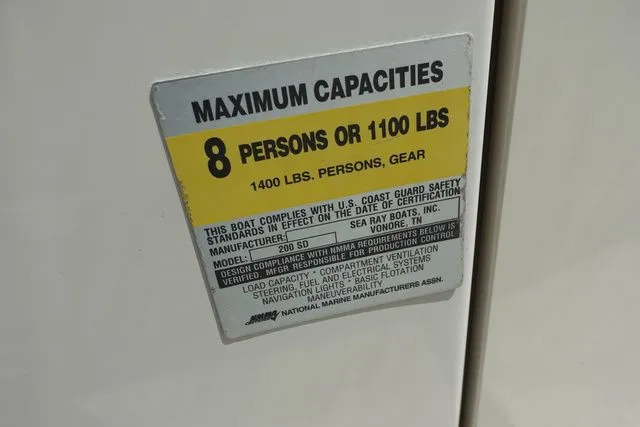 MAXIMUM CAPACITIES
8 PERSONS OR 1100 LBS
1400 LBS. PERSONS, GEAR
THIS BOAT COMPLIES WITH U.S. COAST GUARD SAFETY
STANDARDS IN EFFECT ON THE DATE OF CERTIFICATION
MANUFACTURER: SEA RAY BOATS, INC.
VONORE, TN
MODEL: 200 SD
DESIGN COMPLIANCE WITH NMMA REQUIREMENTS BELOW IS
VERIFIED. MFGR RESPONSIBLE FOR PRODUCTION CONTROL.
LOAD CAPACITY * COMPARTMENT VENTILATION
STEERING, FUEL AND ELECTRICAL SYSTEMS
NAVIGATION LIGHTS * BASIC FLOTATION
MANEUVERABILITY
NMMA NATIONAL MARINE MANUFACTURERS ASSN.